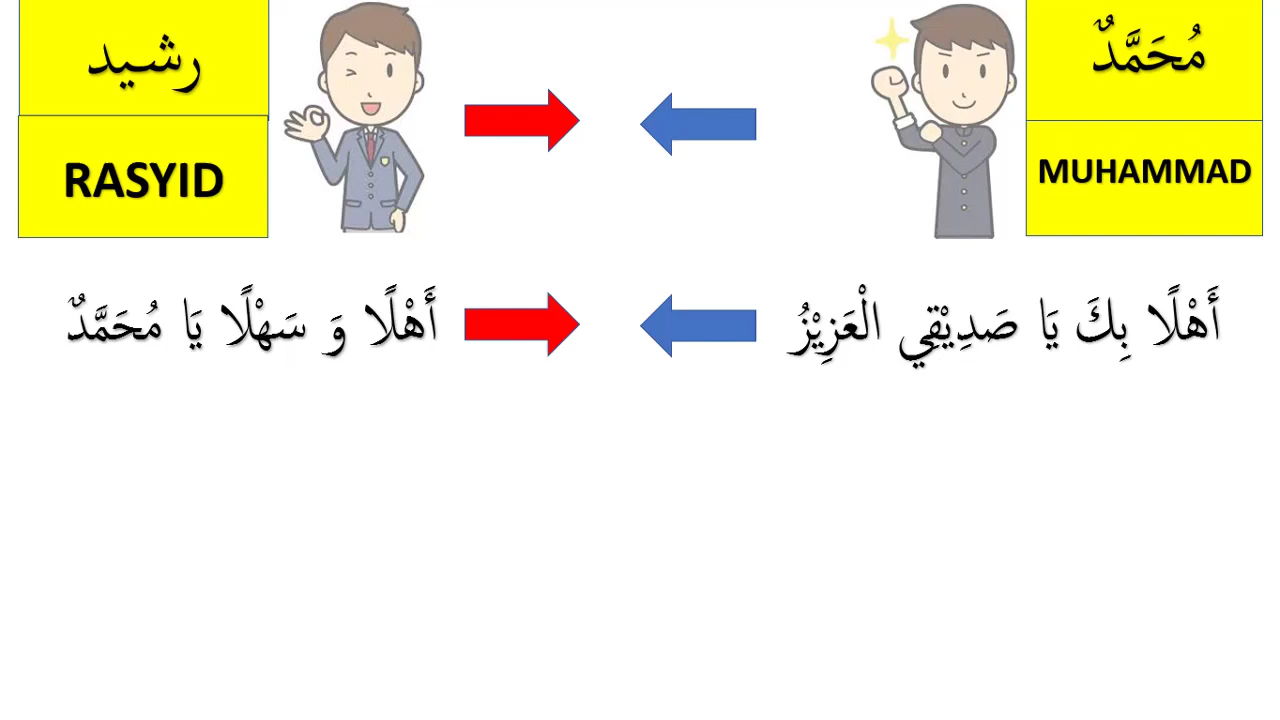 رشيد
RASYID
مُحَمَّدٌ
MUHAMMAD
أَهْلًا وَ سَهْلًا يَا مُحَمَّدٌ
أَهْلًا بِكَ يَا صَدِيْقِي الْعَزِيْزُ